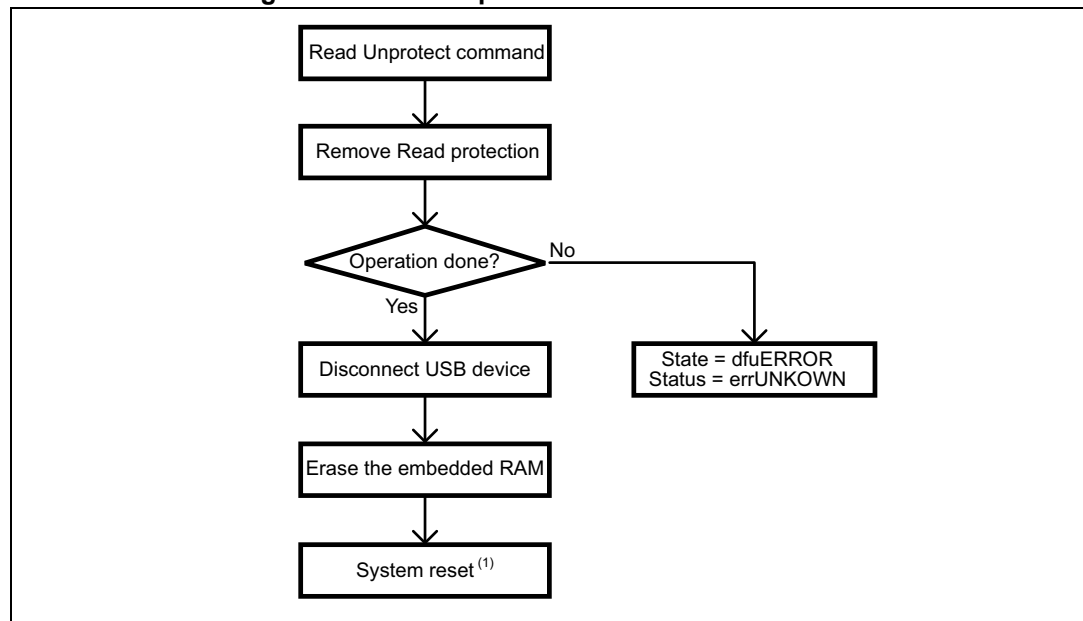 Read Unprotect command
Remove Read protection
Operation done?
No
Yes
Disconnect USB device
State = dfuERROR
Status = errUNKOWN
Erase the embedded RAM
System reset (1)